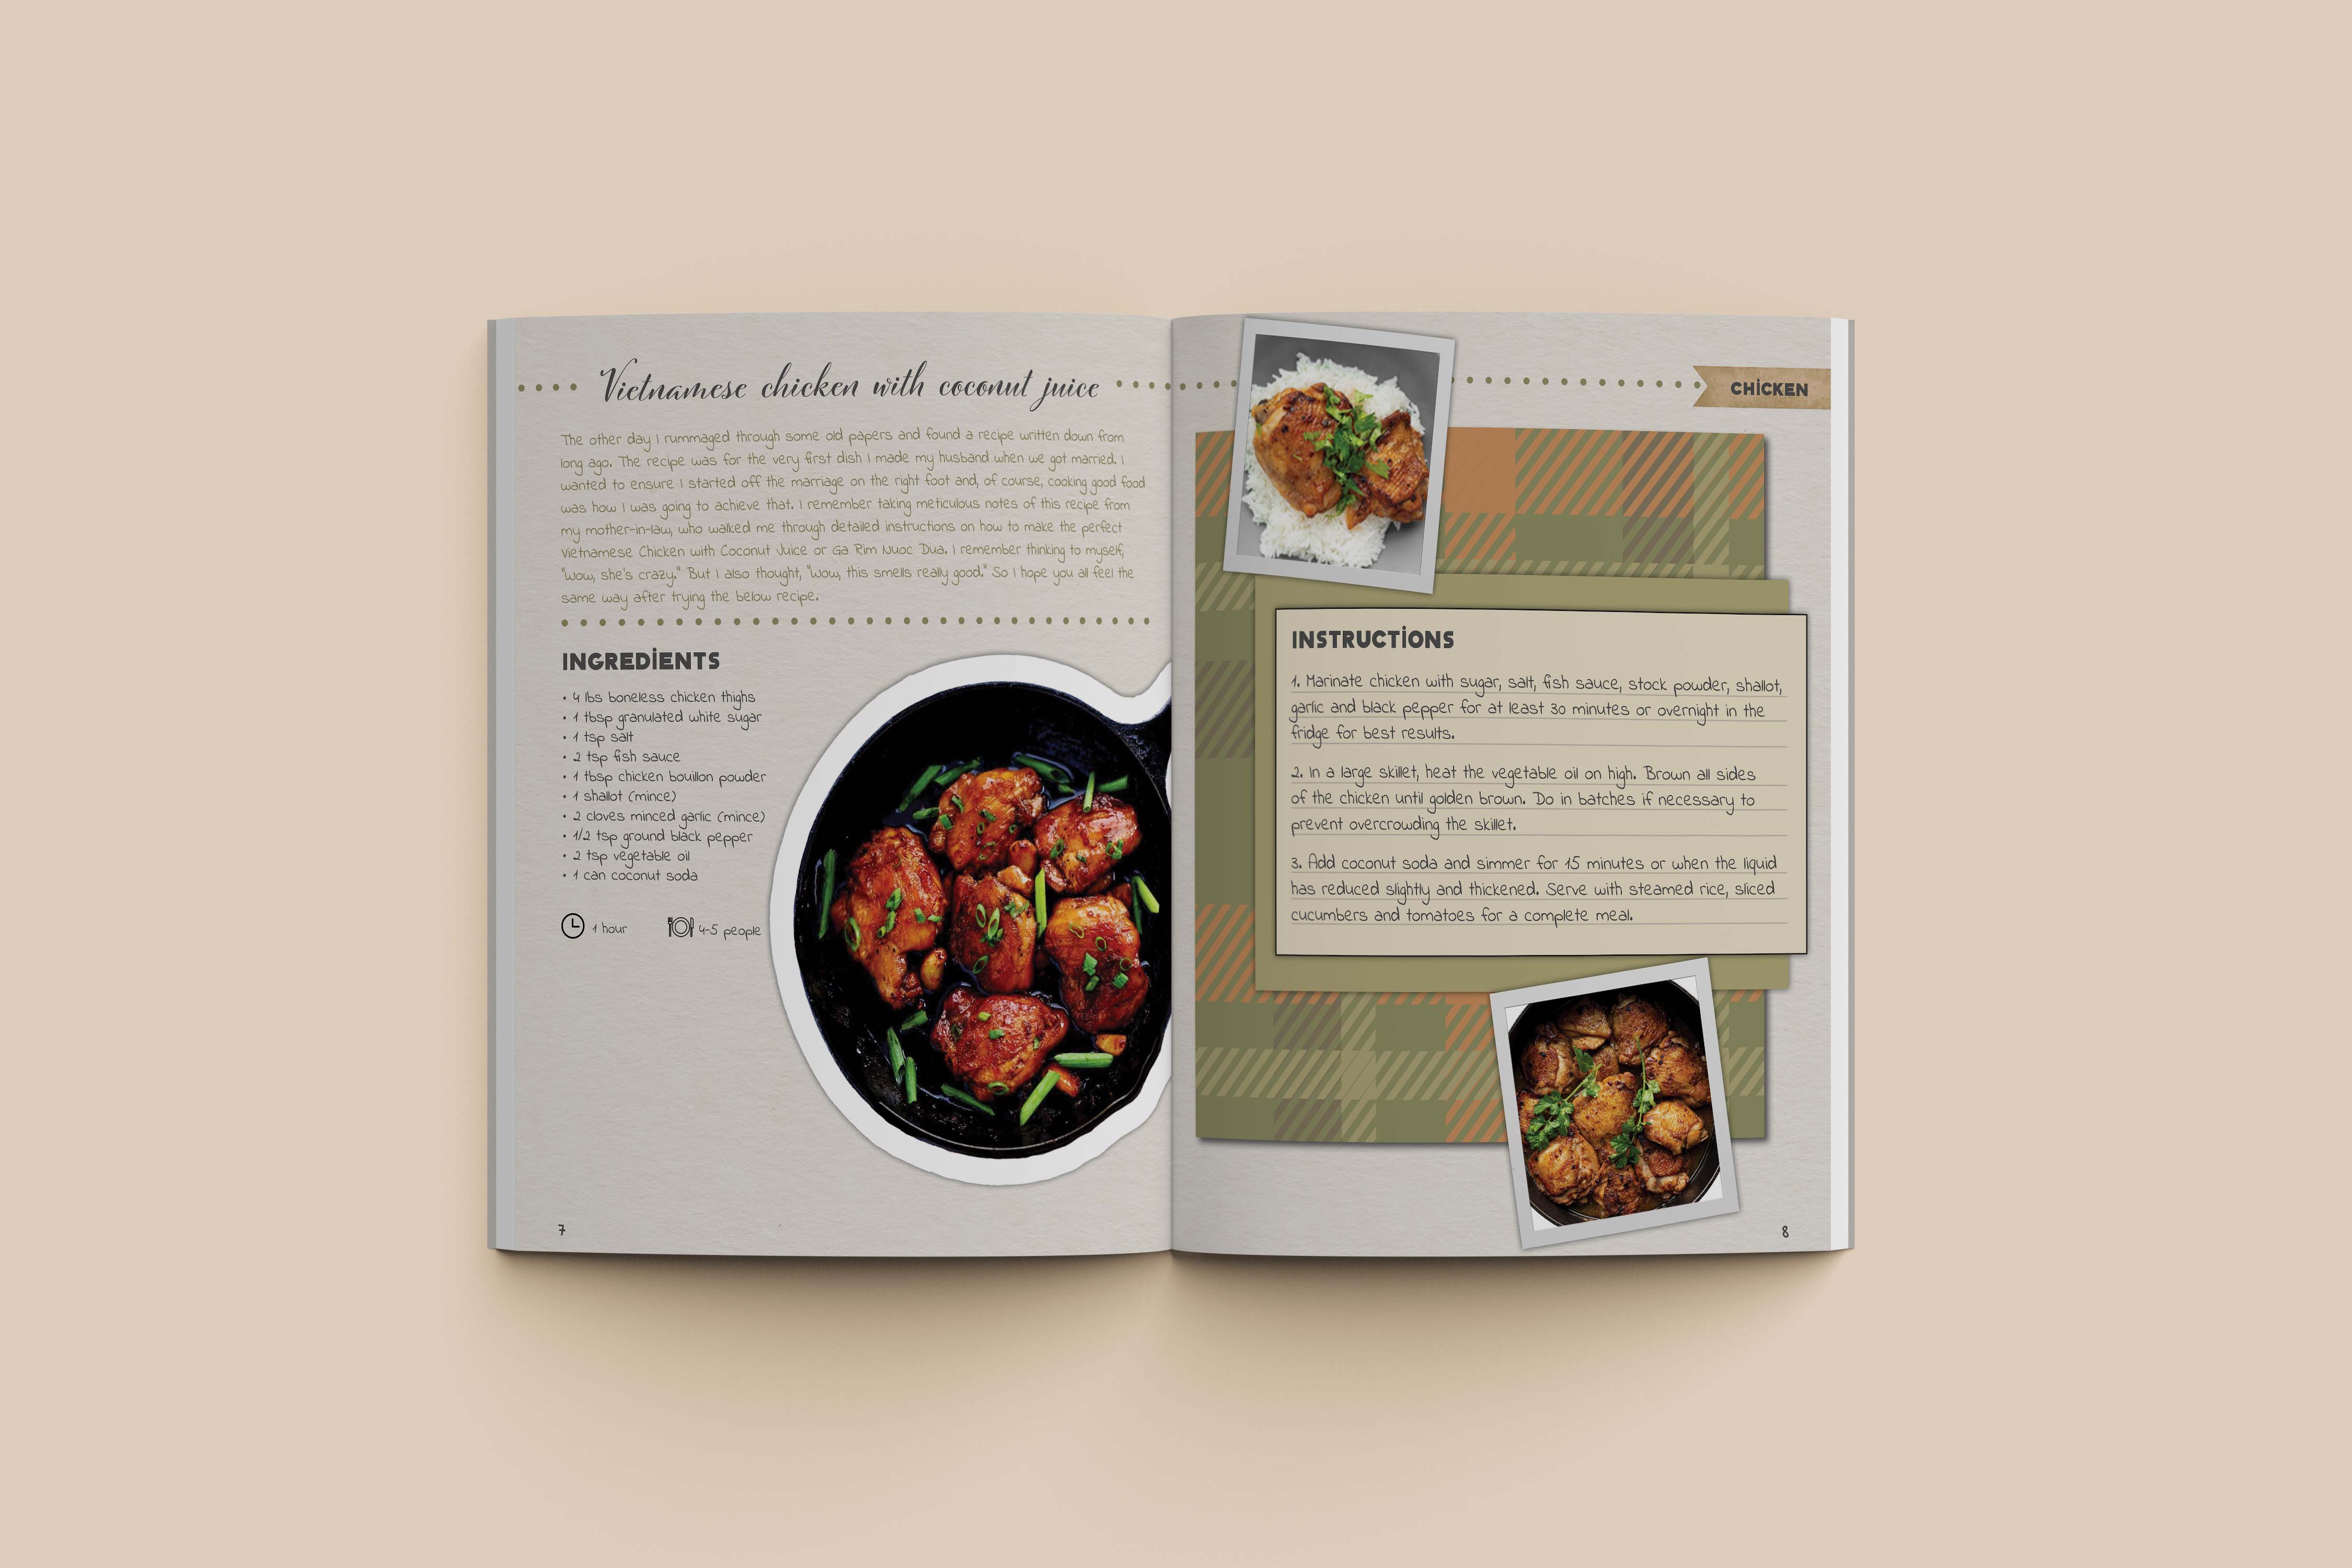 Vietnamese chicken with coconut juice
The other day I rummaged through some old papers and found a recipe written down from
long ago. The recipe was for the very first dish I made my husband when we got married. I
wanted to ensure I started off the marriage on the right foot and, of course, cooking good food
was how I was going to achieve that. I remember taking meticulous notes of this recipe from
my mother-in-law, who walked me through detailed instructions on how to make the perfect
Vietnamese Chicken with Coconut Juice or Ga Rim Nuoc Dua. I remember thinking to myself,
"Wow, she's crazy." But I also thought, "Wow, this smells really good." So I hope you all feel the
same way after trying the below recipe.
INGREDIENTS
• 4 lbs boneless chicken thighs
• 1 tbsp granulated white sugar
• 1 tsp salt
• 2 tsp fish sauce
• 1 tbsp chicken bouillon powder
• 1 shallot (mince)
• 2 cloves minced garlic (mince)
• 1/2 tsp ground black pepper
• 2 tsp vegetable oil
• 1 can coconut soda
1 hour 4-5 people
7
CHICKEN
INSTRUCTIONS
1. Marinate chicken with sugar, salt, fish sauce, stock powder, shallot,
garlic and black pepper for at least 30 minutes or overnight in the
fridge for best results.
2. In a large skillet, heat the vegetable oil on high. Brown all sides
of the chicken until golden brown. Do in batches if necessary to
prevent overcrowding the skillet.
3. Add coconut soda and simmer for 15 minutes or when the liquid
has reduced slightly and thickened. Serve with steamed rice, sliced
cucumbers and tomatoes for a complete meal.
8